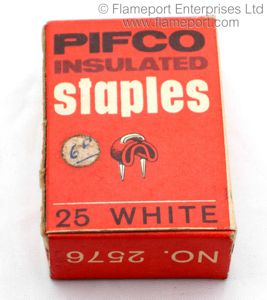 © Flameport Enterprises Ltd
www.flameport.com
PIFCO
INSULATED
staples
6D
25 WHITE
NO. 2576